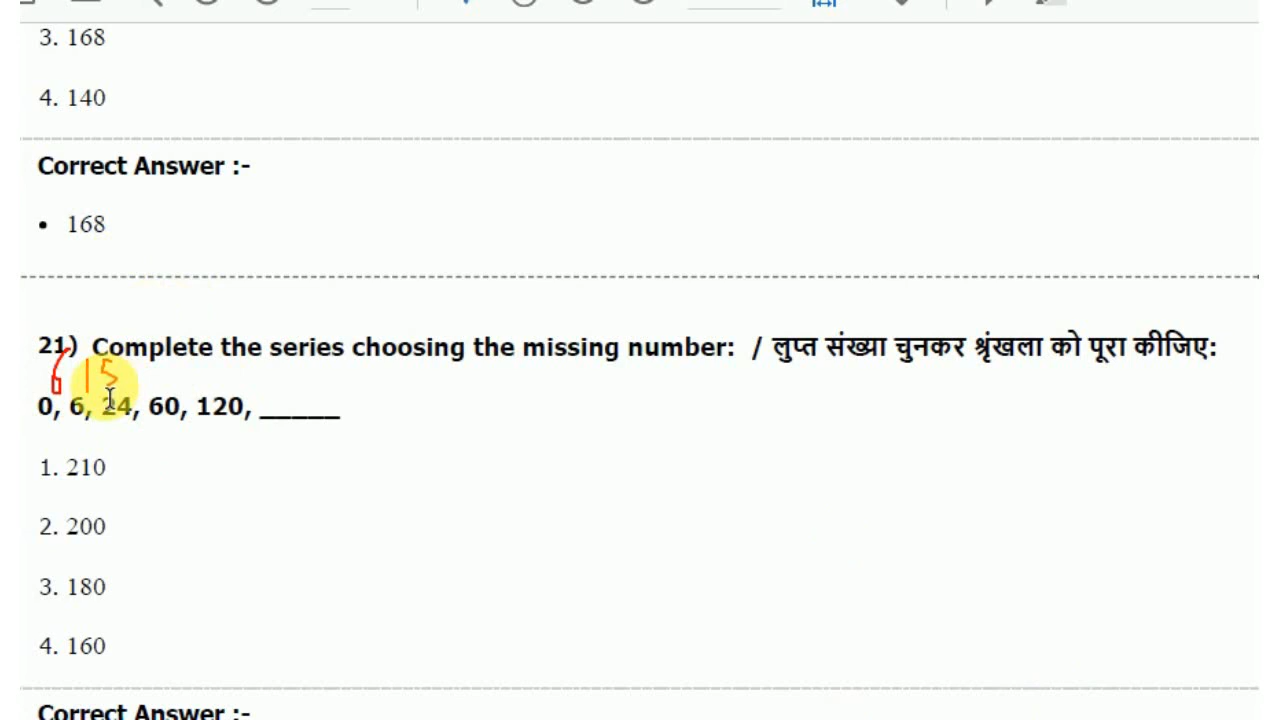 3. 168
4. 140
Correct Answer :-
• 168
21) Complete the series choosing the missing number: / लुप्त संख्या चुनकर श्रृंखला को पूरा कीजिए:
6 15
0, 6, 24, 60, 120, _____
1. 210
2. 200
3. 180
4. 160
Correct Answer :-